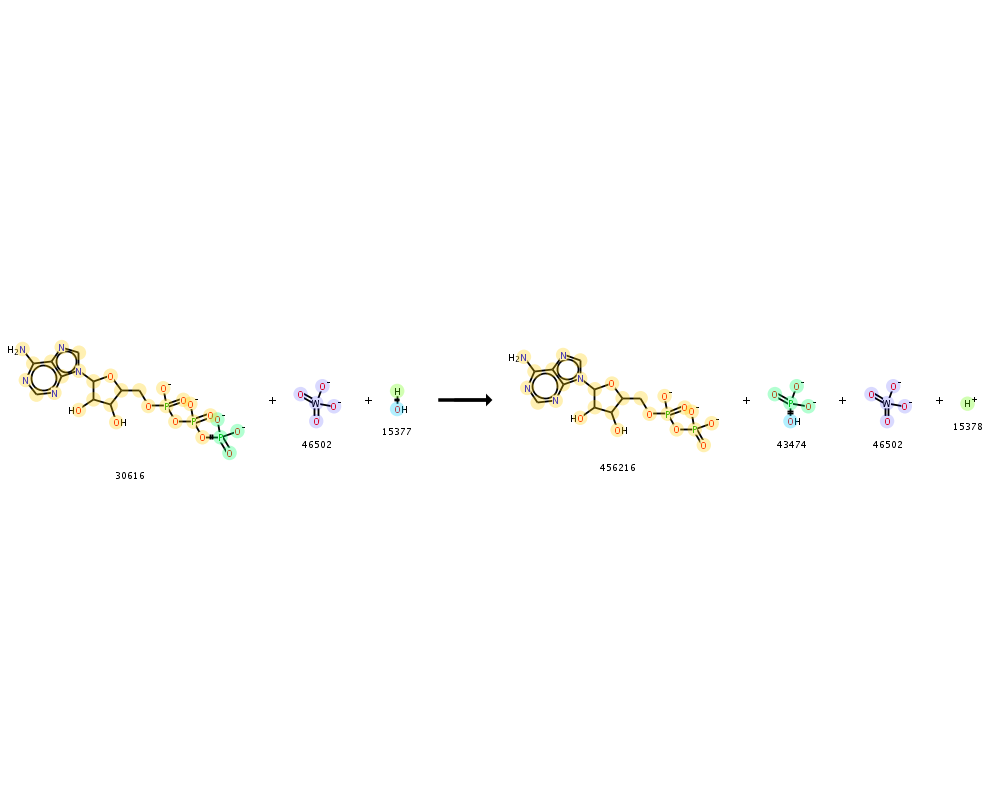 H₂N N N N N O HO OH O O⁻ P O O P O⁻ O O P O⁻ O⁻ O
30616
+
O O⁻ W O⁻ O
46502
+
H OH
15377
H₂N N N N N O HO OH O P O⁻ O O P O⁻ O
456216
+
O O⁻ P O⁻ OH
43474
+
O O⁻ W O⁻ O
46502
+
H⁺
15378